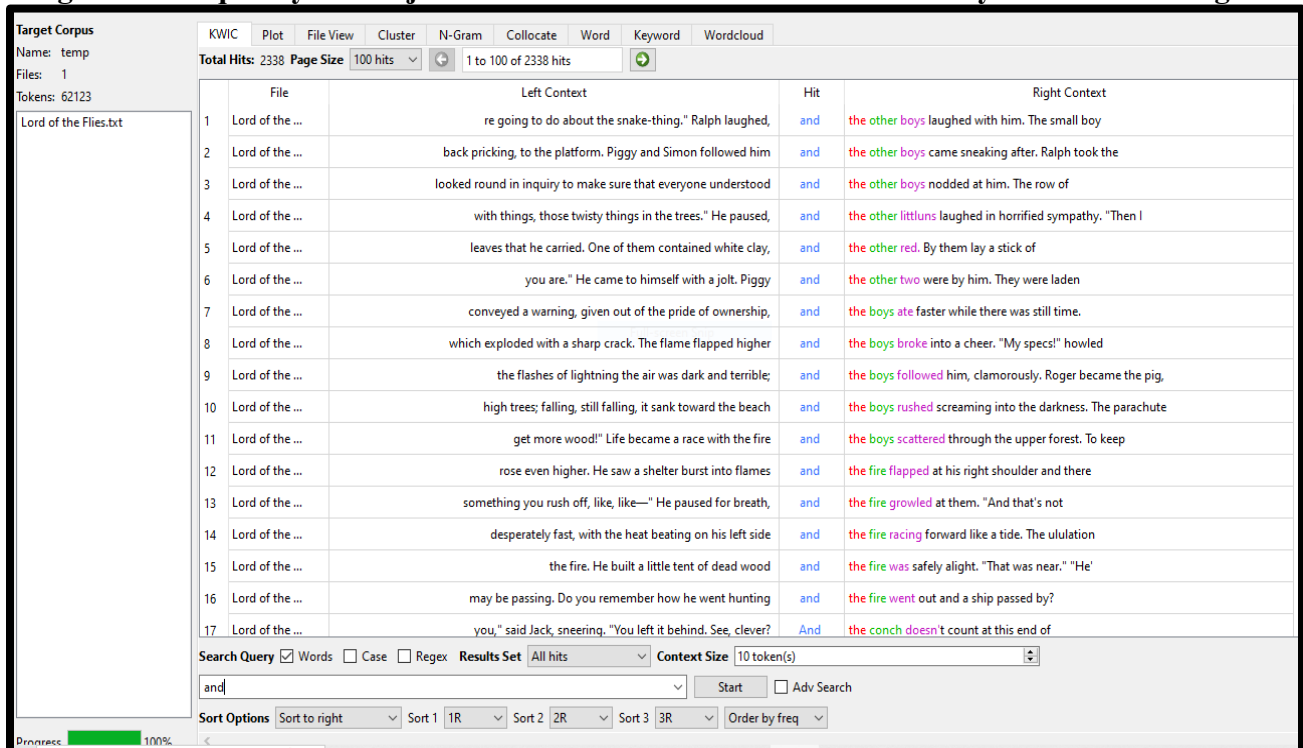 Target Corpus
Name: temp
Files: 1
Tokens: 62123
Lord of the Flies.txt
Progress 100%
KWIC Plot File View Cluster N-Gram Collocate Word Keyword Wordcloud
Total Hits: 2338 Page Size 100 hits 1 to 100 of 2338 hits
File Left Context Hit Right Context
1 Lord of the ... re going to do about the snake-thing." Ralph laughed, and the other boys laughed with him. The small boy
2 Lord of the ... back pricking, to the platform. Piggy and Simon followed him and the other boys came sneaking after. Ralph took the
3 Lord of the ... looked round in inquiry to make sure that everyone understood and the other boys nodded at him. The row of
4 Lord of the ... with things, those twisty things in the trees." He paused, and the other littluns laughed in horrified sympathy. "Then I
5 Lord of the ... leaves that he carried. One of them contained white clay, and the other red. By them lay a stick of
6 Lord of the ... you are." He came to himself with a jolt. Piggy and the other two were by him. They were laden
7 Lord of the ... conveyed a warning, given out of the pride of ownership, and the boys ate faster while there was still time.
8 Lord of the ... which exploded with a sharp crack. The flame flapped higher and the boys broke into a cheer. "My specs!" howled
9 Lord of the ... the flashes of lightning the air was dark and terrible; and the boys followed him, clamorously. Roger became the pig,
10 Lord of the ... high trees; falling, still falling, it sank toward the beach and the boys rushed screaming into the darkness. The parachute
11 Lord of the ... get more wood!" Life became a race with the fire and the boys scattered through the upper forest. To keep
12 Lord of the ... rose even higher. He saw a shelter burst into flames and the fire flapped at his right shoulder and there
13 Lord of the ... something you rush off, like, like—" He paused for breath, and the fire growled at them. "And that's not
14 Lord of the ... desperately fast, with the heat beating on his left side and the fire racing forward like a tide. The ululation
15 Lord of the ... the fire. He built a little tent of dead wood and the fire was safely alight. "That was near." "He'
16 Lord of the ... may be passing. Do you remember how he went hunting and the fire went out and a ship passed by?
17 Lord of the ... you," said Jack, sneering. "You left it behind. See, clever? And the conch doesn't count at this end of
Search Query Words Case Regex Results Set All hits Context Size 10 token(s)
and Start Adv Search
Sort Options Sort to right Sort 1 1R Sort 2 2R Sort 3 3R Order by freq